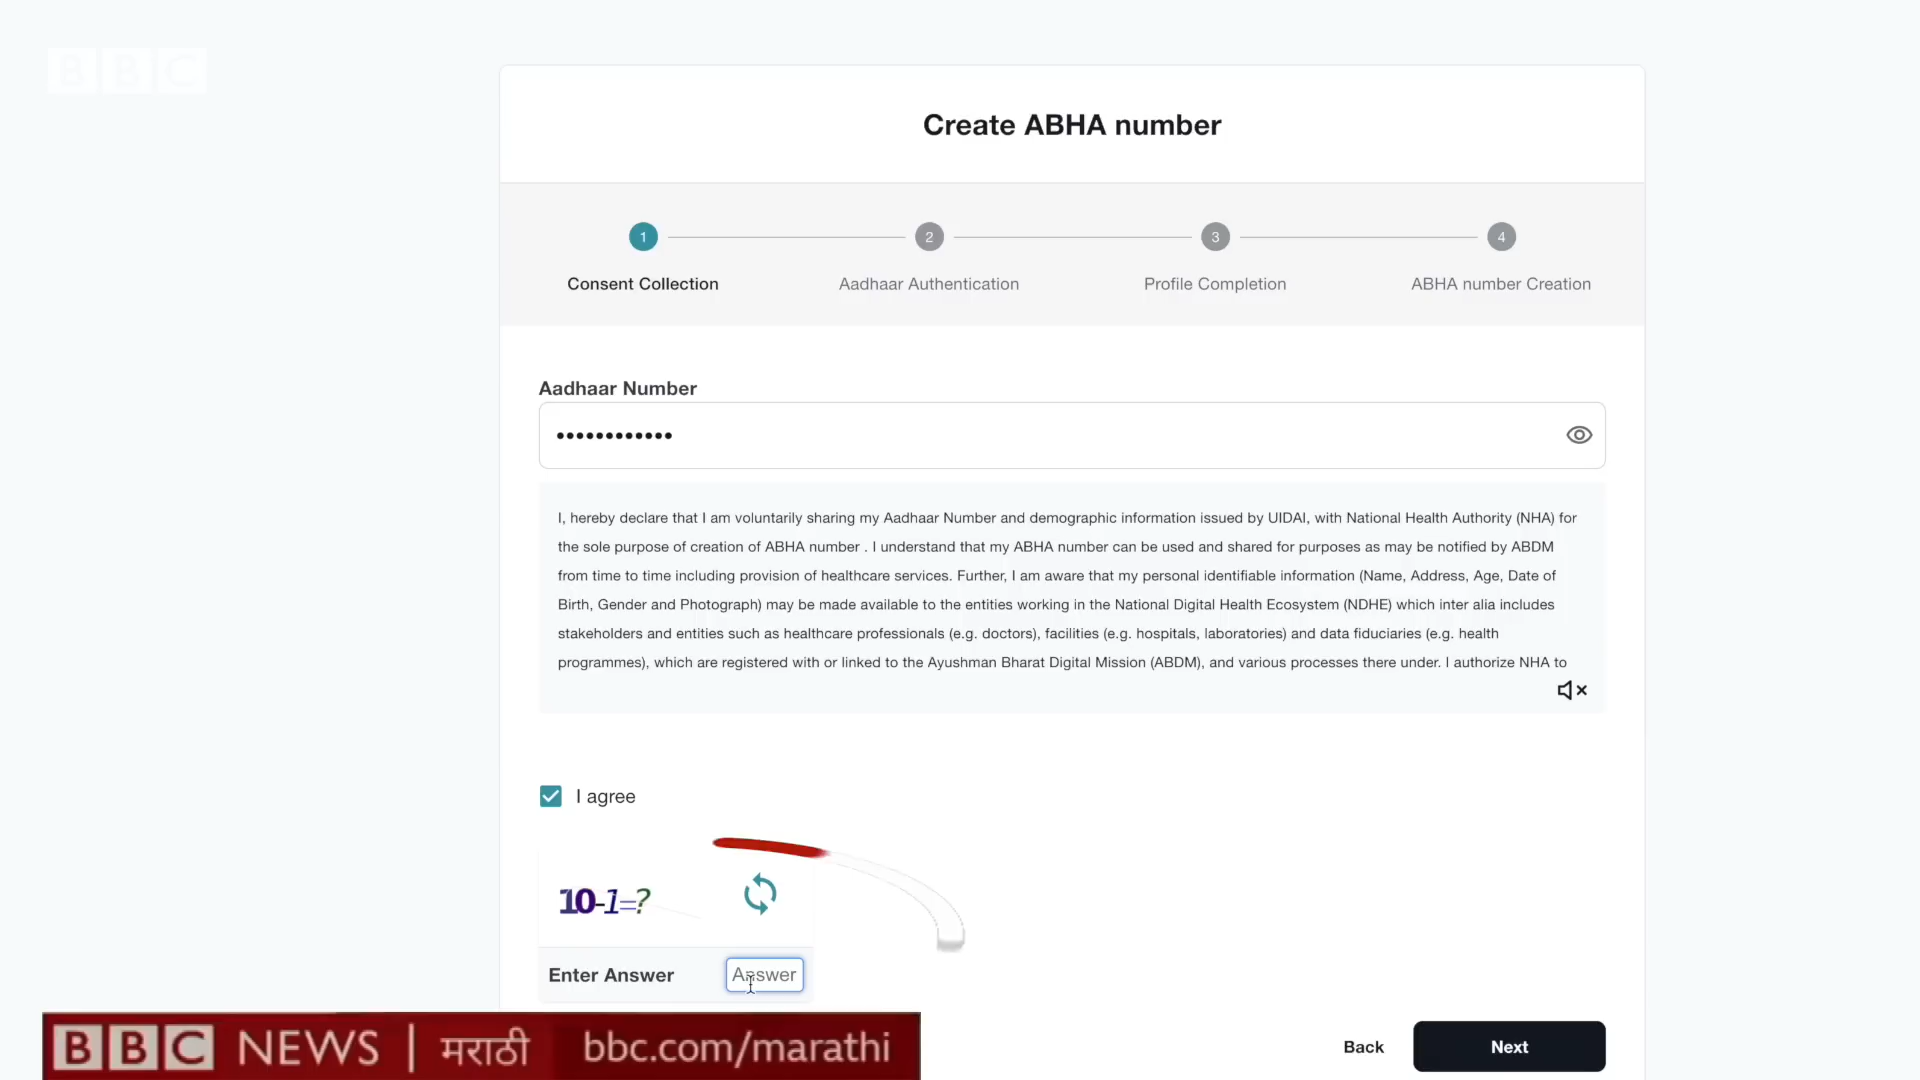 BBC
Create ABHA number
1
2
3
4
Consent Collection
Aadhaar Authentication
Profile Completion
ABHA number Creation
Aadhaar Number
••••••••••••
I, hereby declare that I am voluntarily sharing my Aadhaar Number and demographic information issued by UIDAI, with National Health Authority (NHA) for
the sole purpose of creation of ABHA number . I understand that my ABHA number can be used and shared for purposes as may be notified by ABDM
from time to time including provision of healthcare services. Further, I am aware that my personal identifiable information (Name, Address, Age, Date of
Birth, Gender and Photograph) may be made available to the entities working in the National Digital Health Ecosystem (NDHE) which inter alia includes
stakeholders and entities such as healthcare professionals (e.g. doctors), facilities (e.g. hospitals, laboratories) and data fiduciaries (e.g. health
programmes), which are registered with or linked to the Ayushman Bharat Digital Mission (ABDM), and various processes there under. I authorize NHA to
I agree
10-1=?
Enter Answer
Answer
Back
Next
BBC NEWS | मराठी bbc.com/marathi